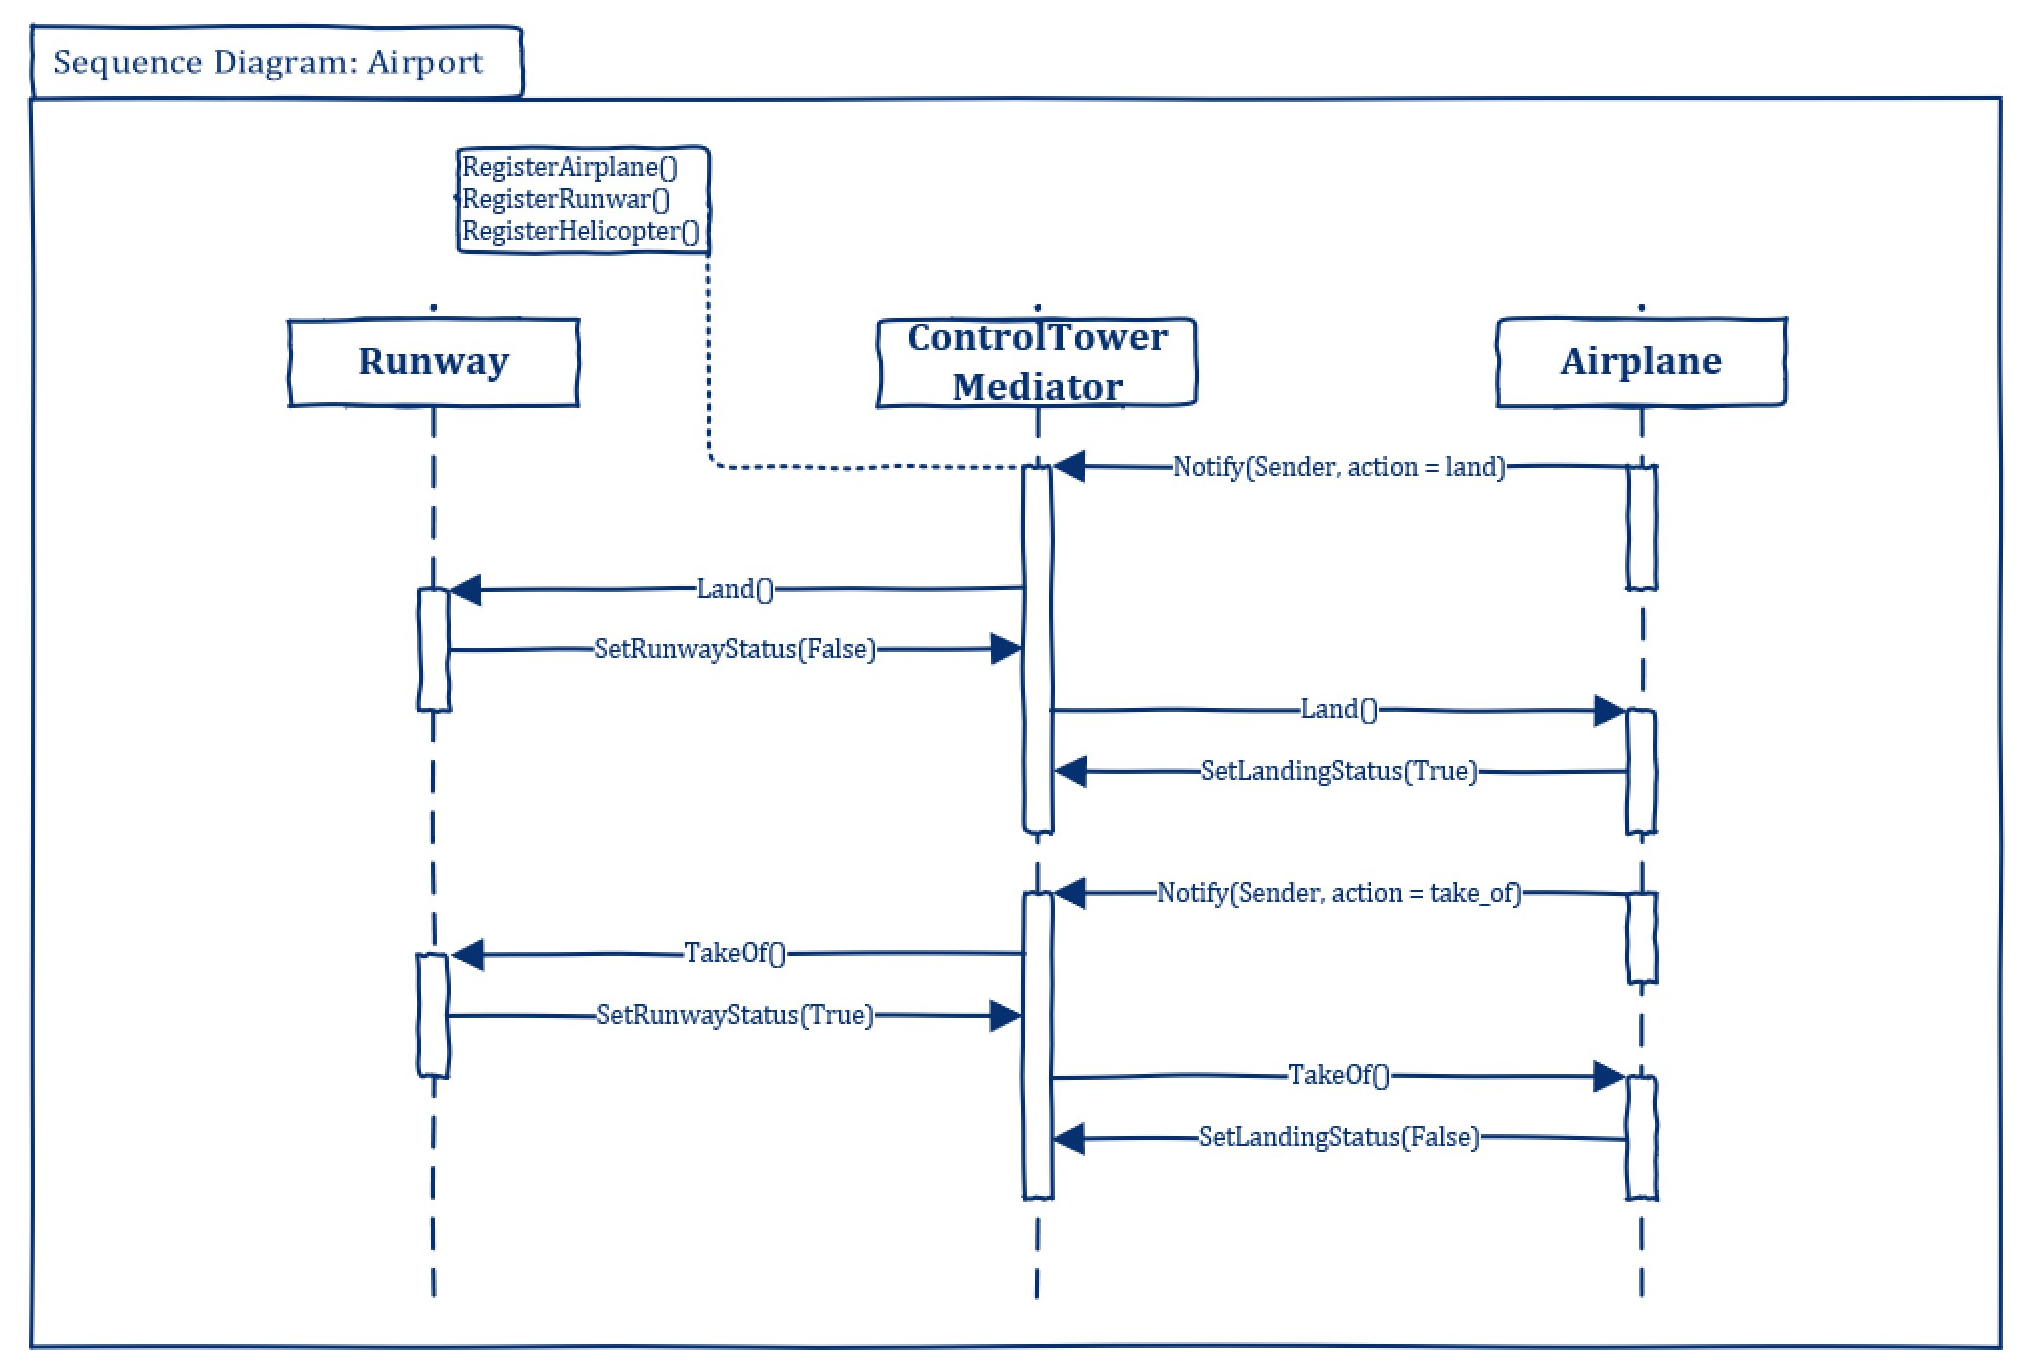 Sequence Diagram: Airport
RegisterAirplane()
RegisterRunwar()
RegisterHelicopter()
Runway
ControlTower
Mediator
Airplane
Notify(Sender, action = land)
Land()
SetRunwayStatus(False)
Land()
SetLandingStatus(True)
Notify(Sender, action = take_of)
TakeOf()
SetRunwayStatus(True)
TakeOf()
SetLandingStatus(False)